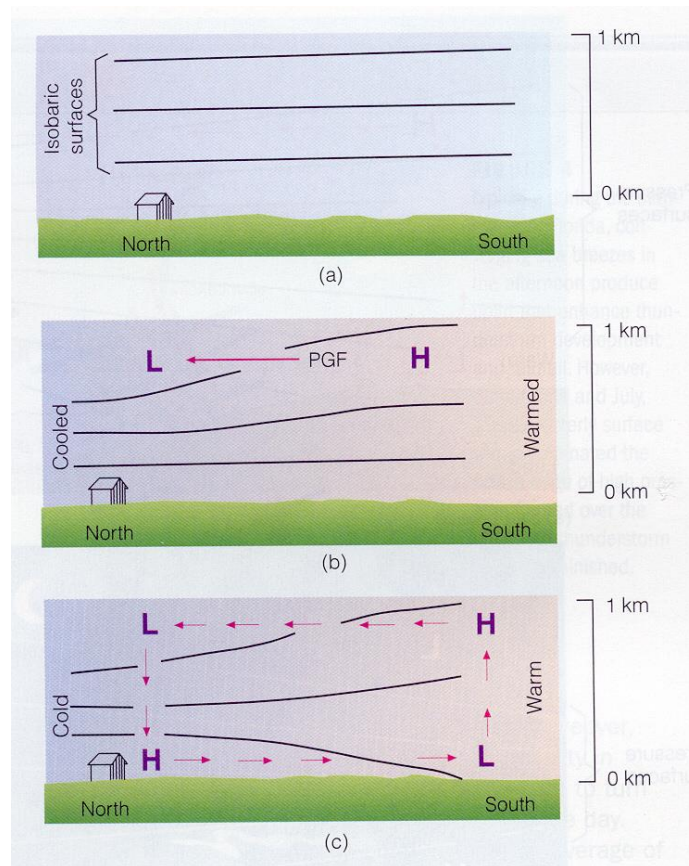 1 km
Isobaric
surfaces
0 km
North South
(a)
1 km
L PGF H
Cooled
Warmed
0 km
North South
(b)
1 km
L H
Cold
Warm
H L
0 km
North South
(c)